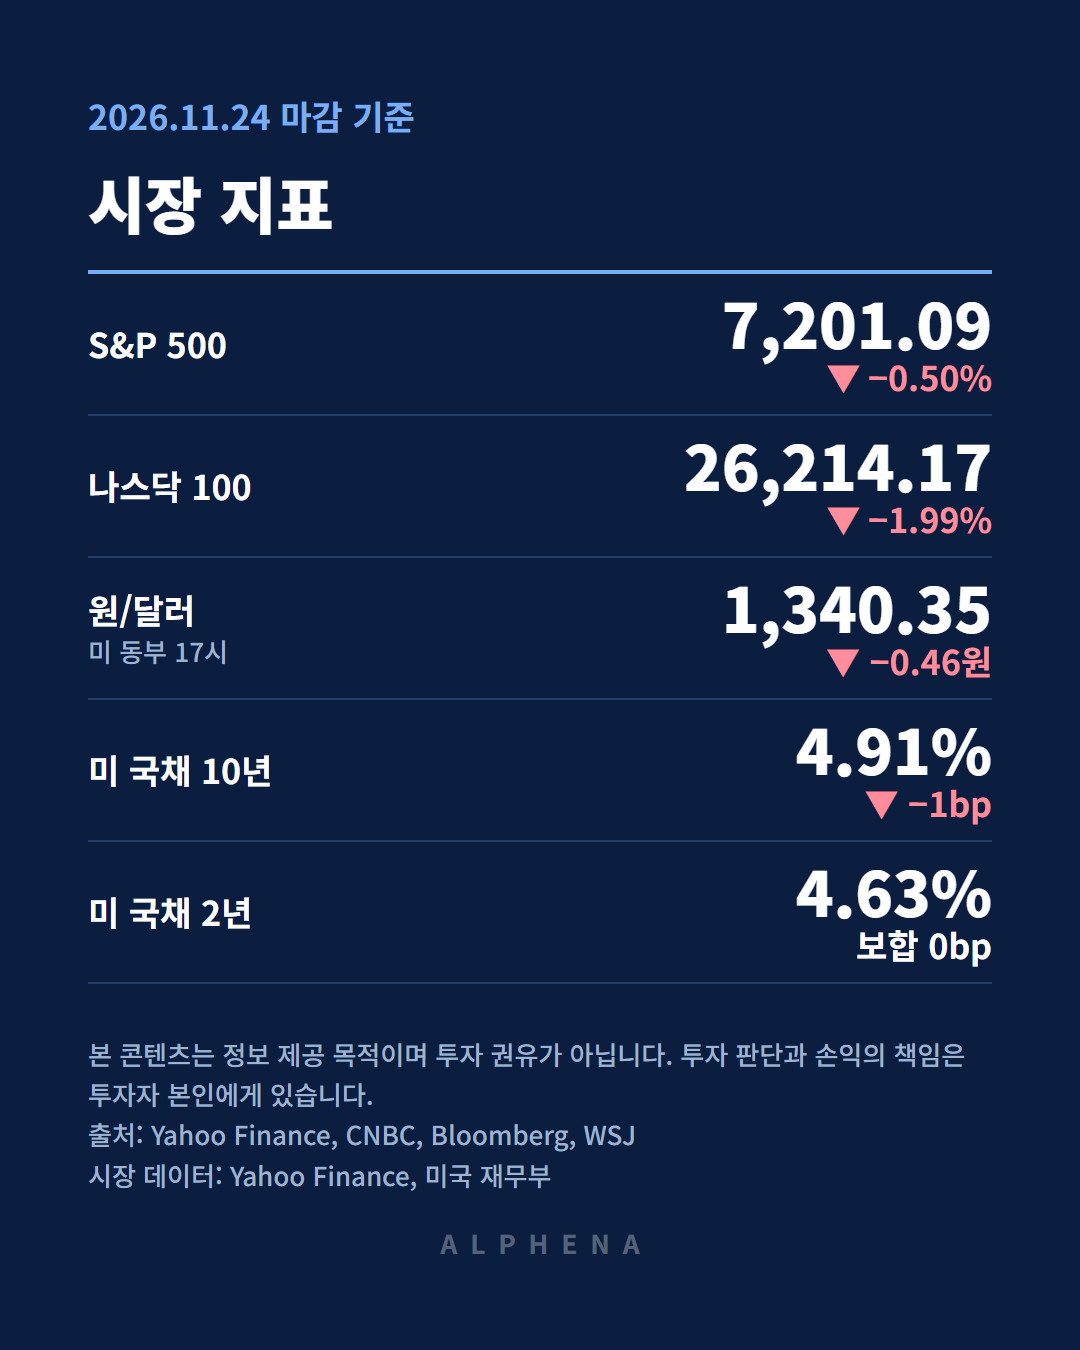 2026.11.24 마감 기준
시장 지표
S&P 500
7,201.09
▼ −0.50%
나스닥 100
26,214.17
▼ −1.99%
원/달러
미 동부 17시
1,340.35
▼ −0.46원
미 국채 10년
4.91%
▼ −1bp
미 국채 2년
4.63%
보합 0bp
본 콘텐츠는 정보 제공 목적이며 투자 권유가 아닙니다. 투자 판단과 손익의 책임은
투자자 본인에게 있습니다.
출처: Yahoo Finance, CNBC, Bloomberg, WSJ
시장 데이터: Yahoo Finance, 미국 재무부
ALPHENA